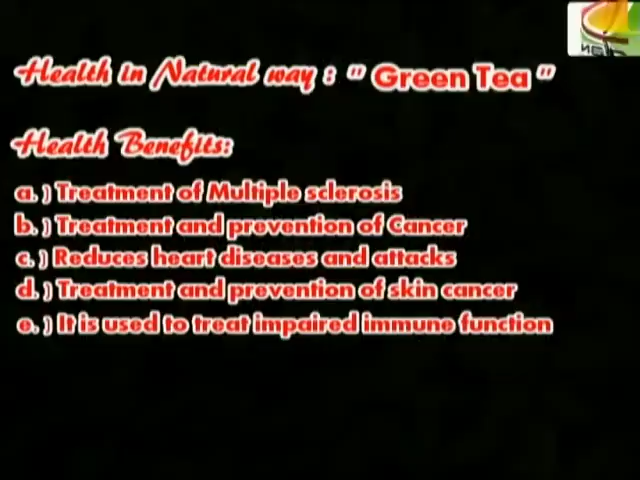 Health in Natural way : " Green Tea "
Health Benefits:
a. ) Treatment of Multiple sclerosis
b. ) Treatment and prevention of Cancer
c. ) Reduces heart diseases and attacks
d. ) Treatment and prevention of skin cancer
e. ) It is used to treat impaired immune function